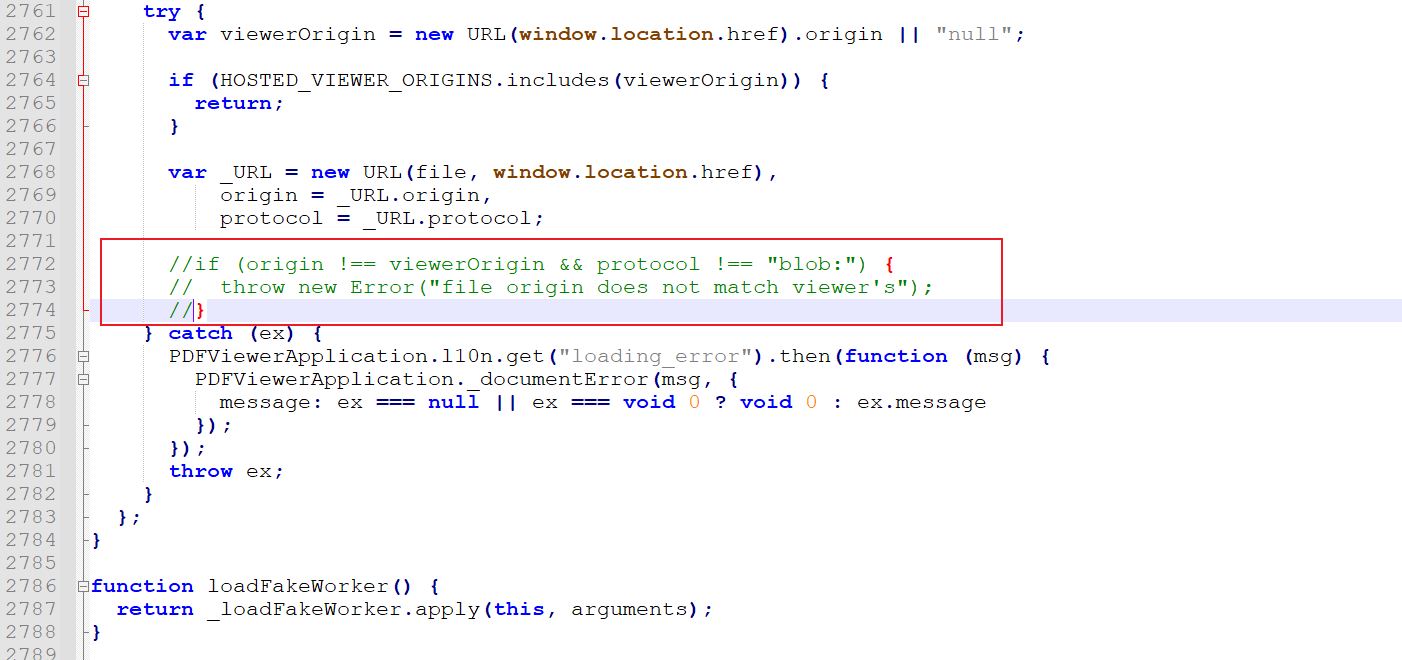 2761 try {
2762 var viewerOrigin = new URL(window.location.href).origin || "null";
2763
2764 if (HOSTED_VIEWER_ORIGINS.includes(viewerOrigin)) {
2765 return;
2766 }
2767
2768 var _URL = new URL(file, window.location.href),
2769 origin = _URL.origin,
2770 protocol = _URL.protocol;
2771
2772 //if (origin !== viewerOrigin && protocol !== "blob:") {
2773 //  throw new Error("file origin does not match viewer's");
2774 //}
2775 } catch (ex) {
2776 PDFViewerApplication.l10n.get("loading_error").then(function (msg) {
2777 PDFViewerApplication._documentError(msg, {
2778 message: ex === null || ex === void 0 ? void 0 : ex.message
2779 });
2780 });
2781 throw ex;
2782 }
2783 };
2784 }
2785
2786 function loadFakeWorker() {
2787 return _loadFakeWorker.apply(this, arguments);
2788 }
2789